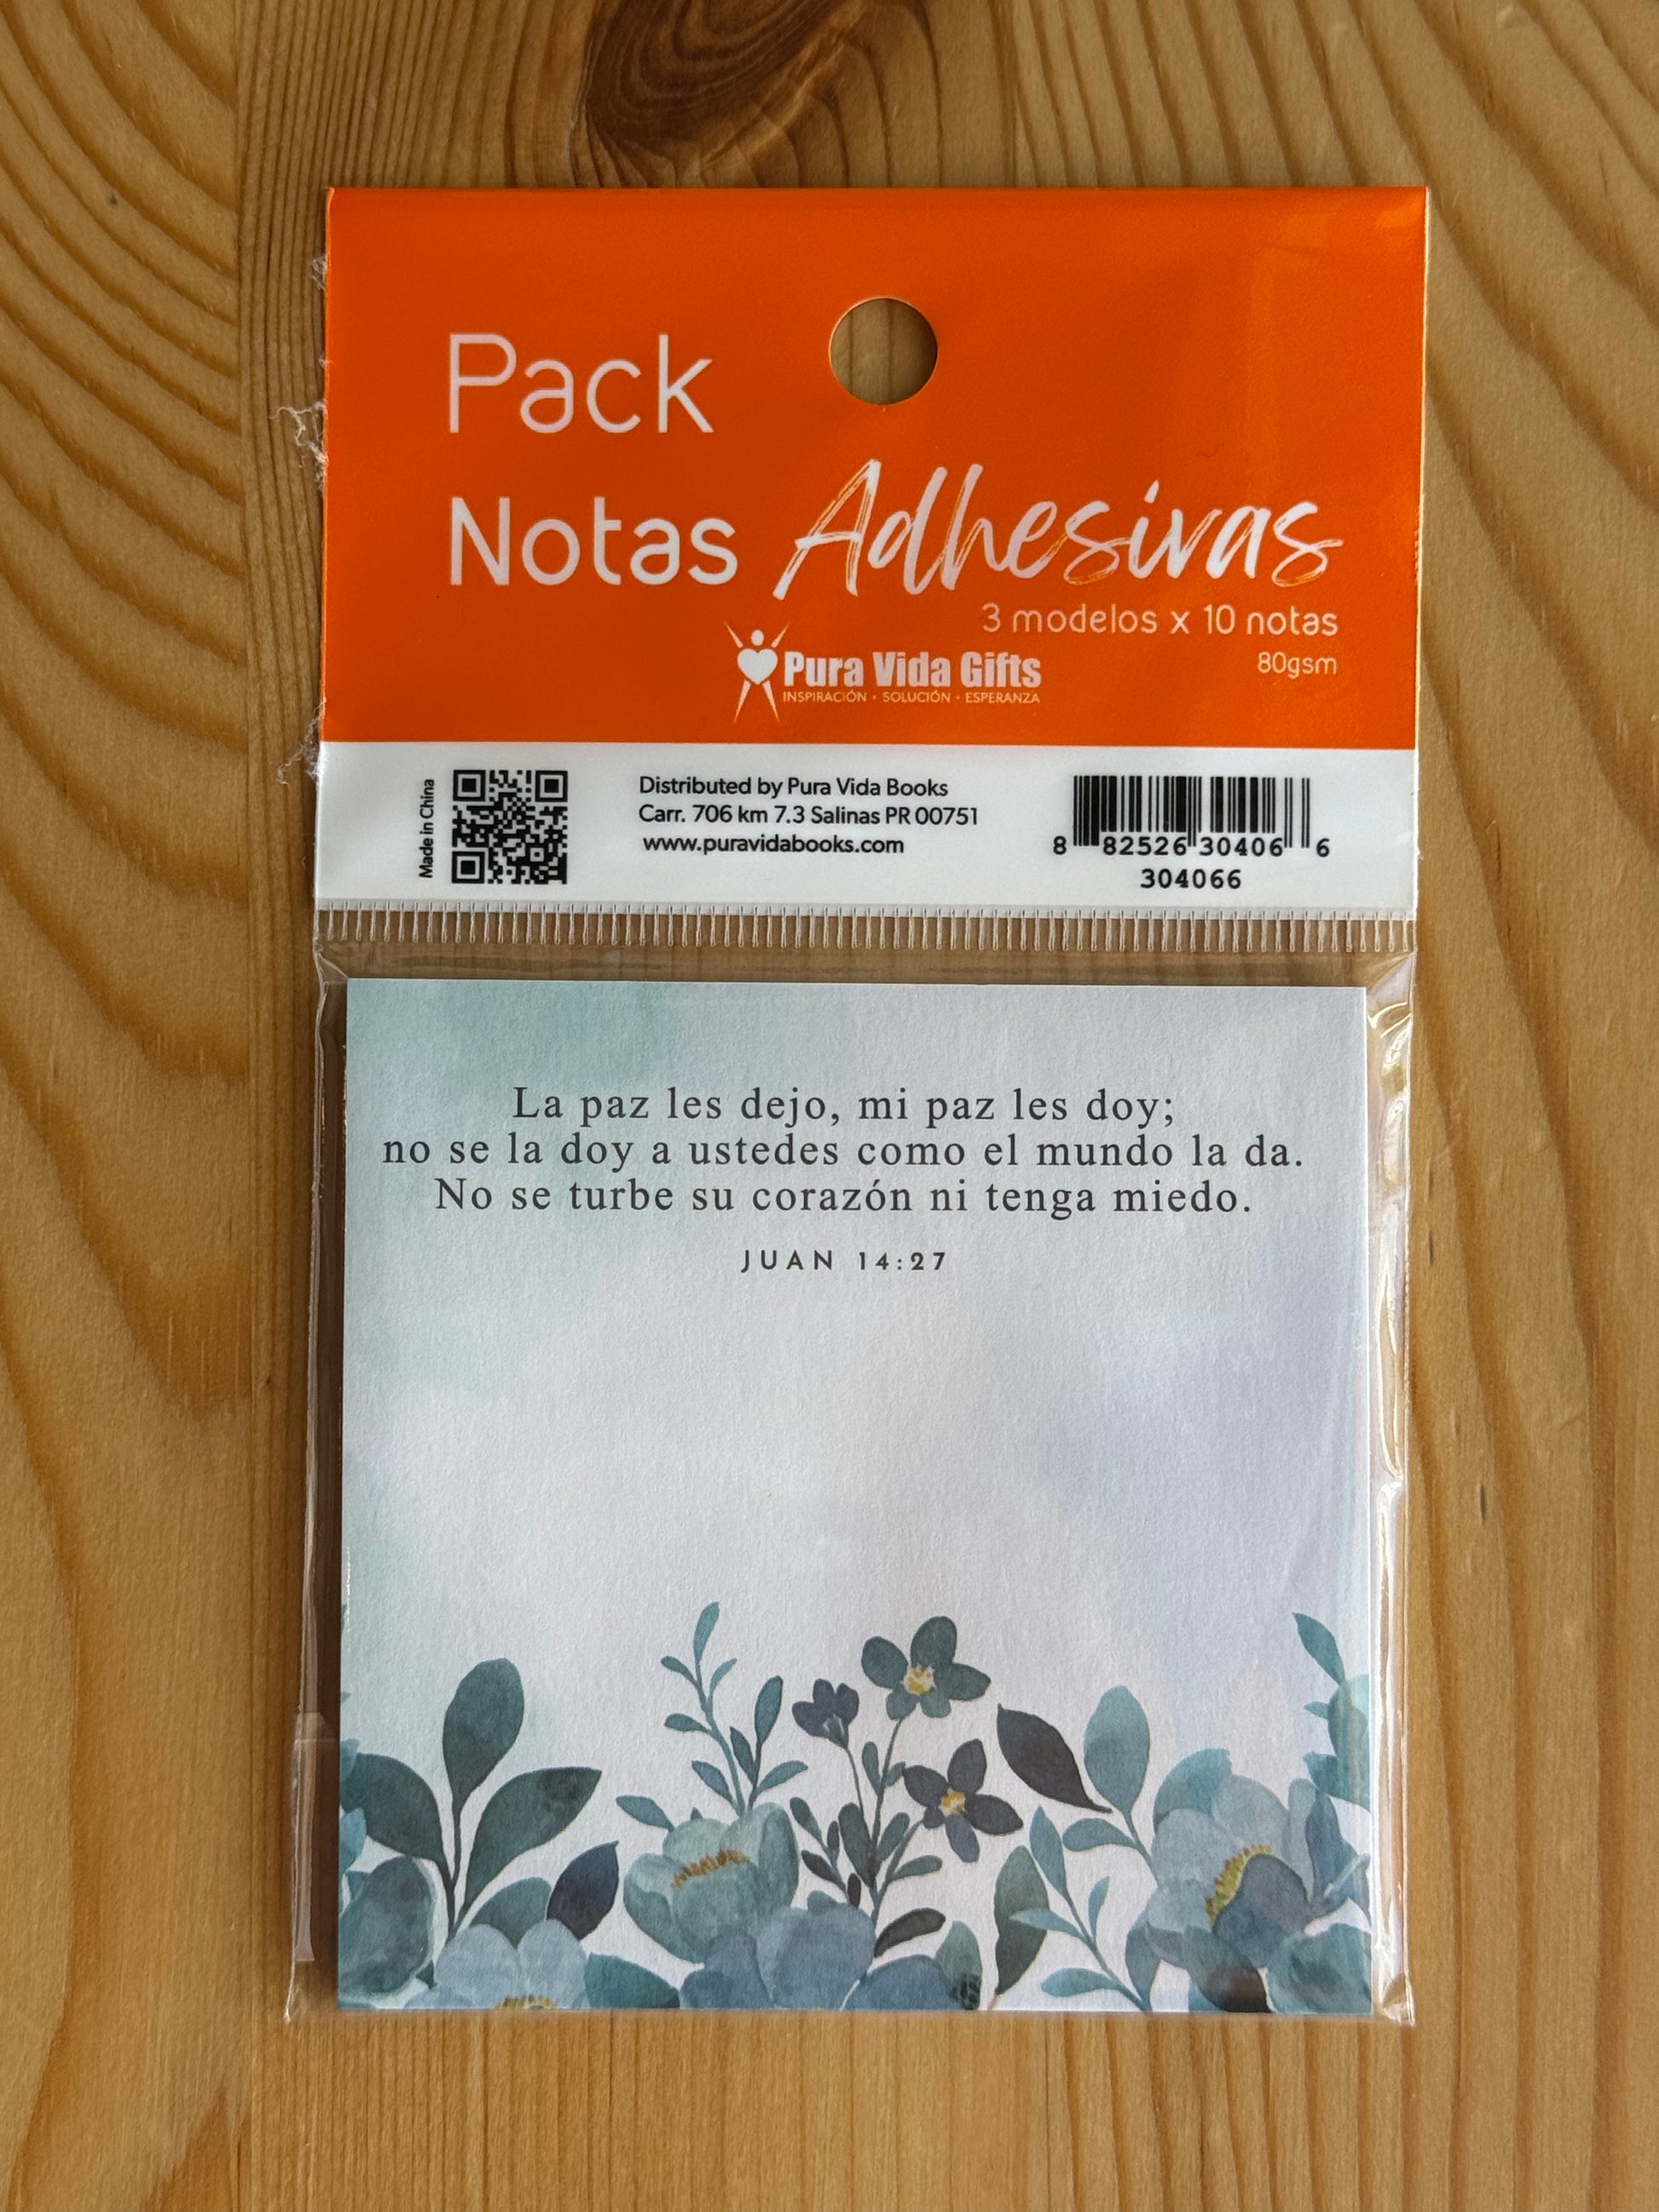 Pack
Notas Adhesivas
3 modelos x 10 notas
80gsm
Pura Vida Gifts
INSPIRACIÓN • SOLUCIÓN • ESPERANZA
Made in China
Distributed by Pura Vida Books
Carr. 706 km 7.3 Salinas PR 00751
www.puravidabooks.com
8 82526 30406 6
304066
La paz les dejo, mi paz les doy;
no se la doy a ustedes como el mundo la da.
No se turbe su corazón ni tenga miedo.
JUAN 14:27